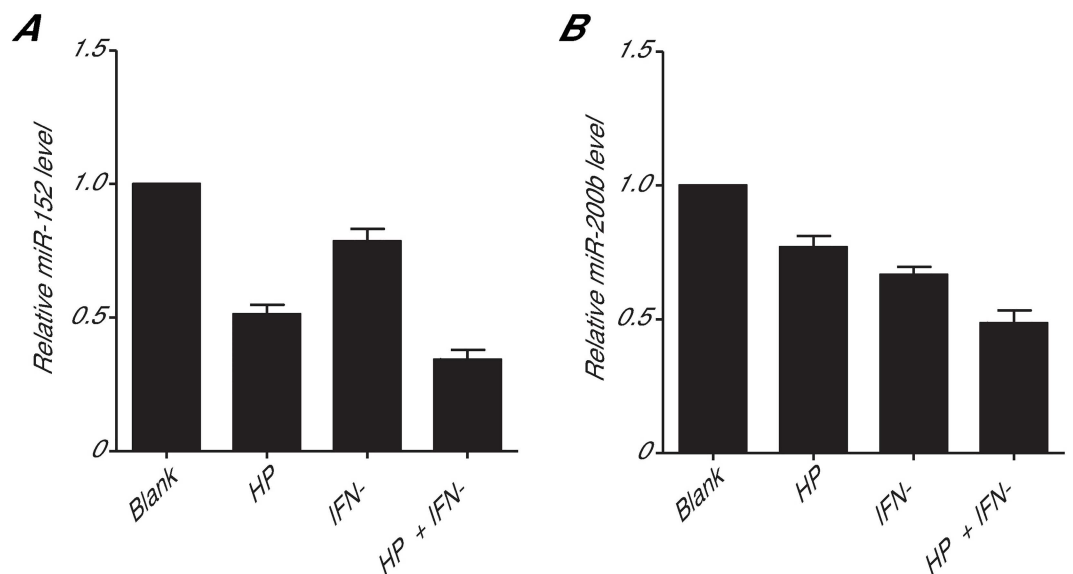 A
Relative miR-152 level
1.5
1.0
0.5
0
Blank
HP
IFN-
HP + IFN-
B
Relative miR-200b level
1.5
1.0
0.5
0
Blank
HP
IFN-
HP + IFN-